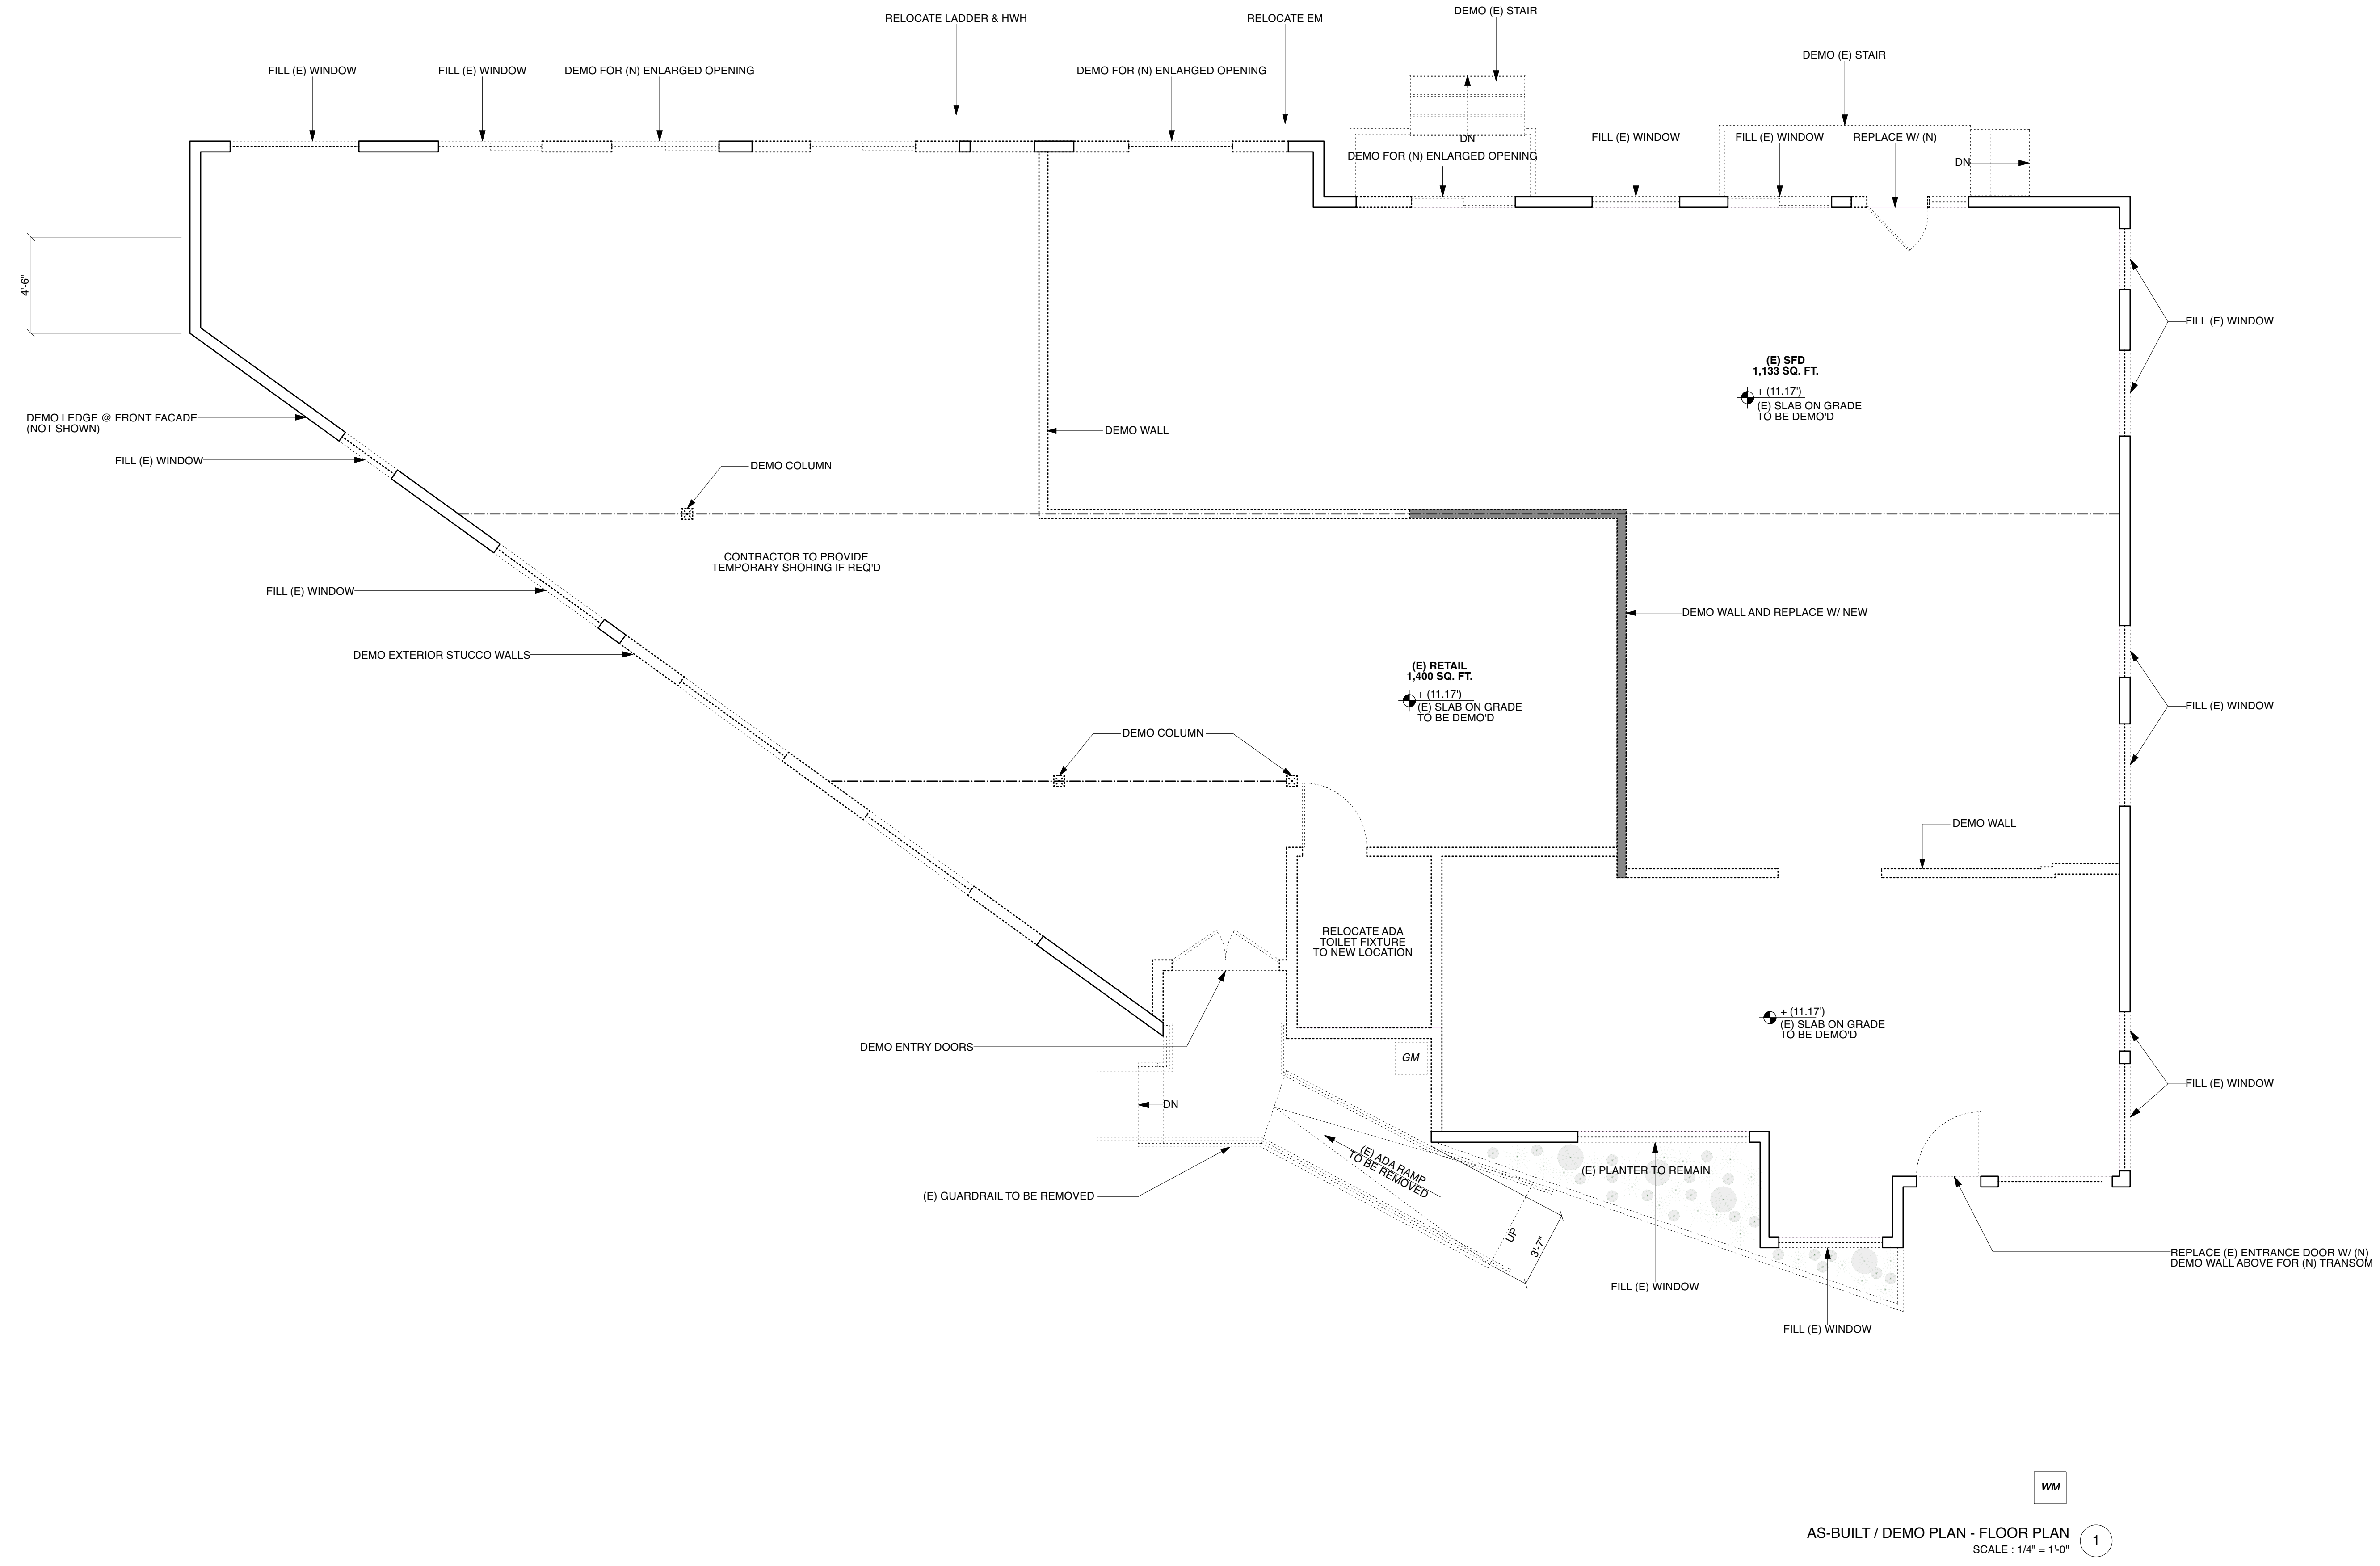 DEMO (E) STAIR
RELOCATE LADDER & HWH
RELOCATE EM
DEMO (E) STAIR
FILL (E) WINDOW
FILL (E) WINDOW
DEMO FOR (N) ENLARGED OPENING
DEMO FOR (N) ENLARGED OPENING
DN
FILL (E) WINDOW
FILL (E) WINDOW
REPLACE W/ (N)
DEMO FOR (N) ENLARGED OPENING
DN
4'-6"
FILL (E) WINDOW
(E) SFD
1,133 SQ. FT.
+ (11.17')
(E) SLAB ON GRADE
TO BE DEMO'D
DEMO LEDGE @ FRONT FACADE
(NOT SHOWN)
DEMO WALL
FILL (E) WINDOW
DEMO COLUMN
CONTRACTOR TO PROVIDE
TEMPORARY SHORING IF REQ'D
FILL (E) WINDOW
DEMO WALL AND REPLACE W/ NEW
DEMO EXTERIOR STUCCO WALLS
(E) RETAIL
1,400 SQ. FT.
+ (11.17')
(E) SLAB ON GRADE
TO BE DEMO'D
FILL (E) WINDOW
DEMO COLUMN
DEMO WALL
RELOCATE ADA
TOILET FIXTURE
TO NEW LOCATION
+ (11.17')
(E) SLAB ON GRADE
TO BE DEMO'D
DEMO ENTRY DOORS
GM
FILL (E) WINDOW
DN
(E) ADA RAMP
TO BE REMOVED
(E) PLANTER TO REMAIN
(E) GUARDRAIL TO BE REMOVED
UP
3'-7"
REPLACE (E) ENTRANCE DOOR W/ (N)
DEMO WALL ABOVE FOR (N) TRANSOM
FILL (E) WINDOW
FILL (E) WINDOW
WM
AS-BUILT / DEMO PLAN - FLOOR PLAN
1
SCALE : 1/4" = 1'-0"